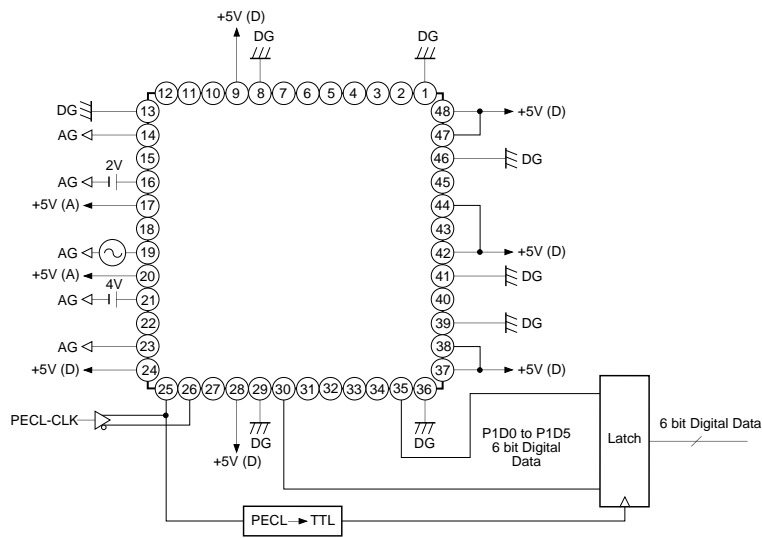 +5V (D)
DG
DG
12 11 10 9 8 7 6 5 4 3 2 1
DG 13
AG 14
15
2V
AG 16
+5V (A) 17
18
AG 19
+5V (A) 20
4V
AG 21
22
AG 23
+5V (D) 24
48 +5V (D)
47
46 DG
45
44
43
42 +5V (D)
41 DG
40
39 DG
38
37 +5V (D)
25 26 27 28 29 30 31 32 33 34 35 36
PECL-CLK
DG
+5V (D)
DG
P1D0 to P1D5
6 bit Digital
Data
Latch
6 bit Digital Data
PECL TTL